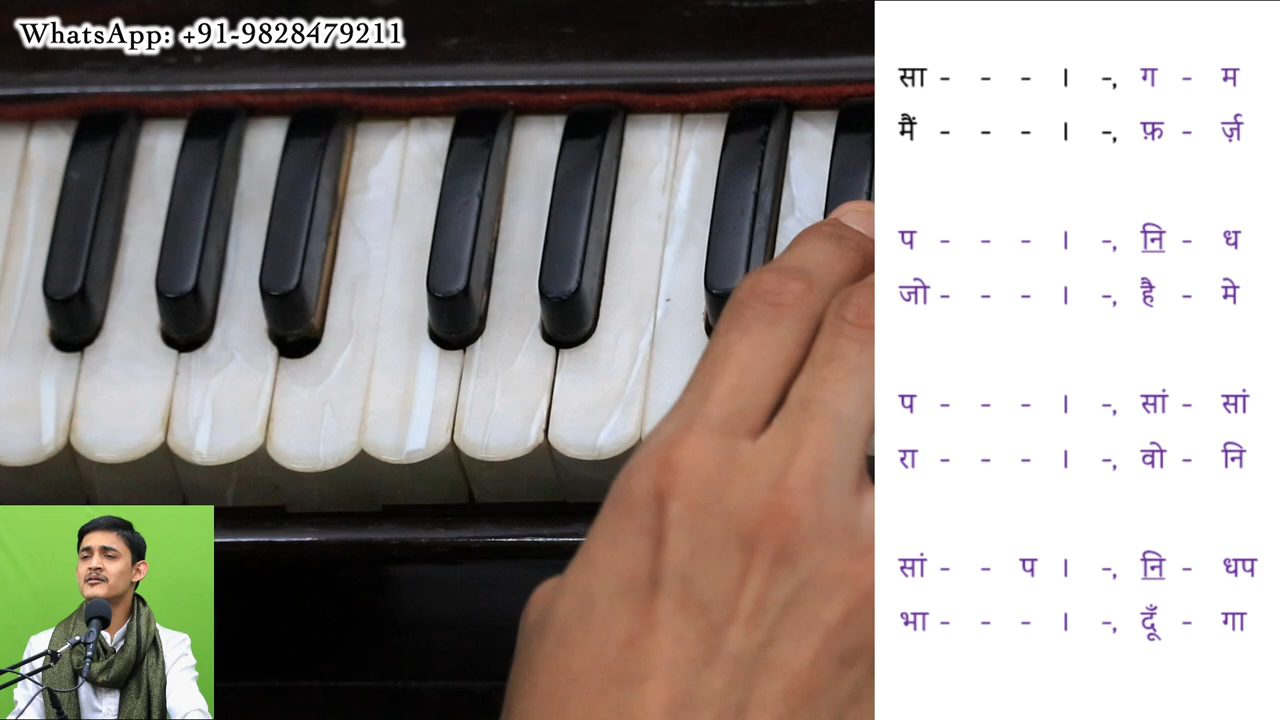 WhatsApp: +91-9828479211
सा - - - । -, ग - म
मैं - - - । -, फ़ - र्ज़
प - - - । -, नि - ध
जो - - - । -, है - मे
प - - - । -, सां - सां
रा - - - । -, वो - नि
सां - - प । -, नि - धप
भा - - - । -, दूँ - गा